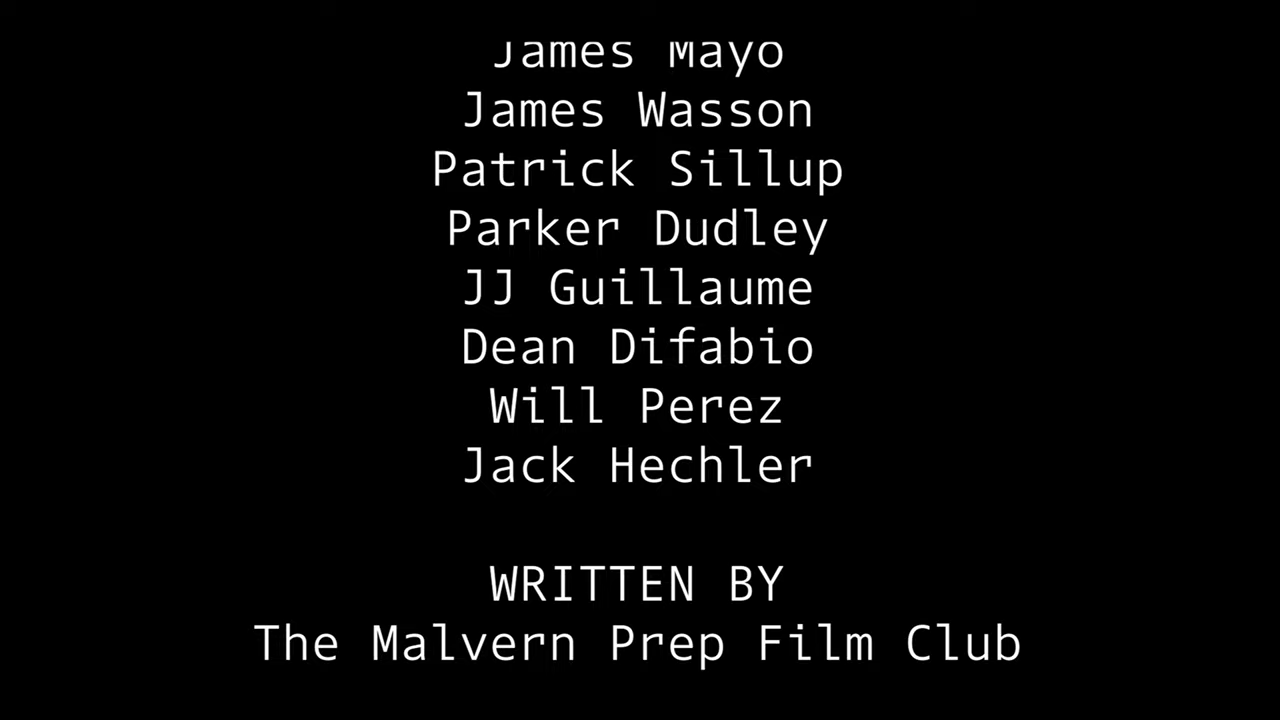 James Mayo
James Wasson
Patrick Sillup
Parker Dudley
JJ Guillaume
Dean Difabio
Will Perez
Jack Hechler
WRITTEN BY
The Malvern Prep Film Club